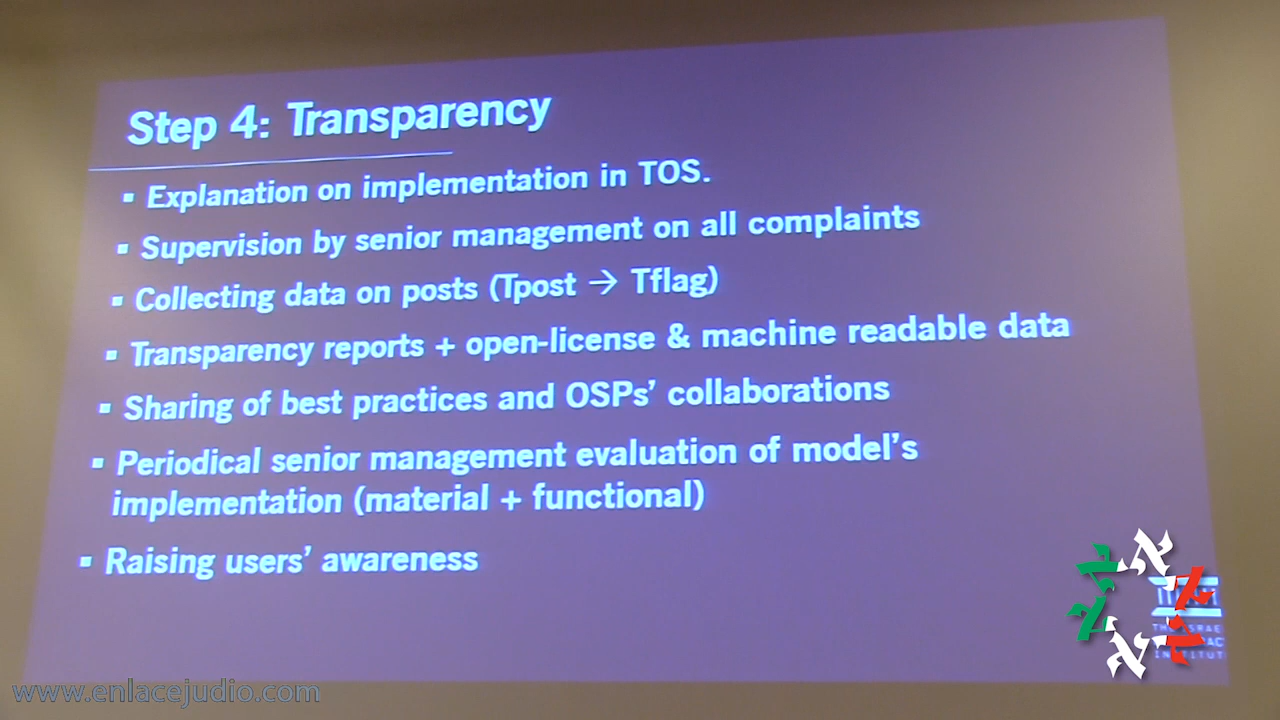 Step 4: Transparency
▪ Explanation on implementation in TOS.
▪ Supervision by senior management on all complaints
▪ Collecting data on posts (Tpost → Tflag)
▪ Transparency reports + open-license & machine readable data
▪ Sharing of best practices and OSPs’ collaborations
▪ Periodical senior management evaluation of model’s
implementation (material + functional)
▪ Raising users’ awareness
www.enlacejudio.com